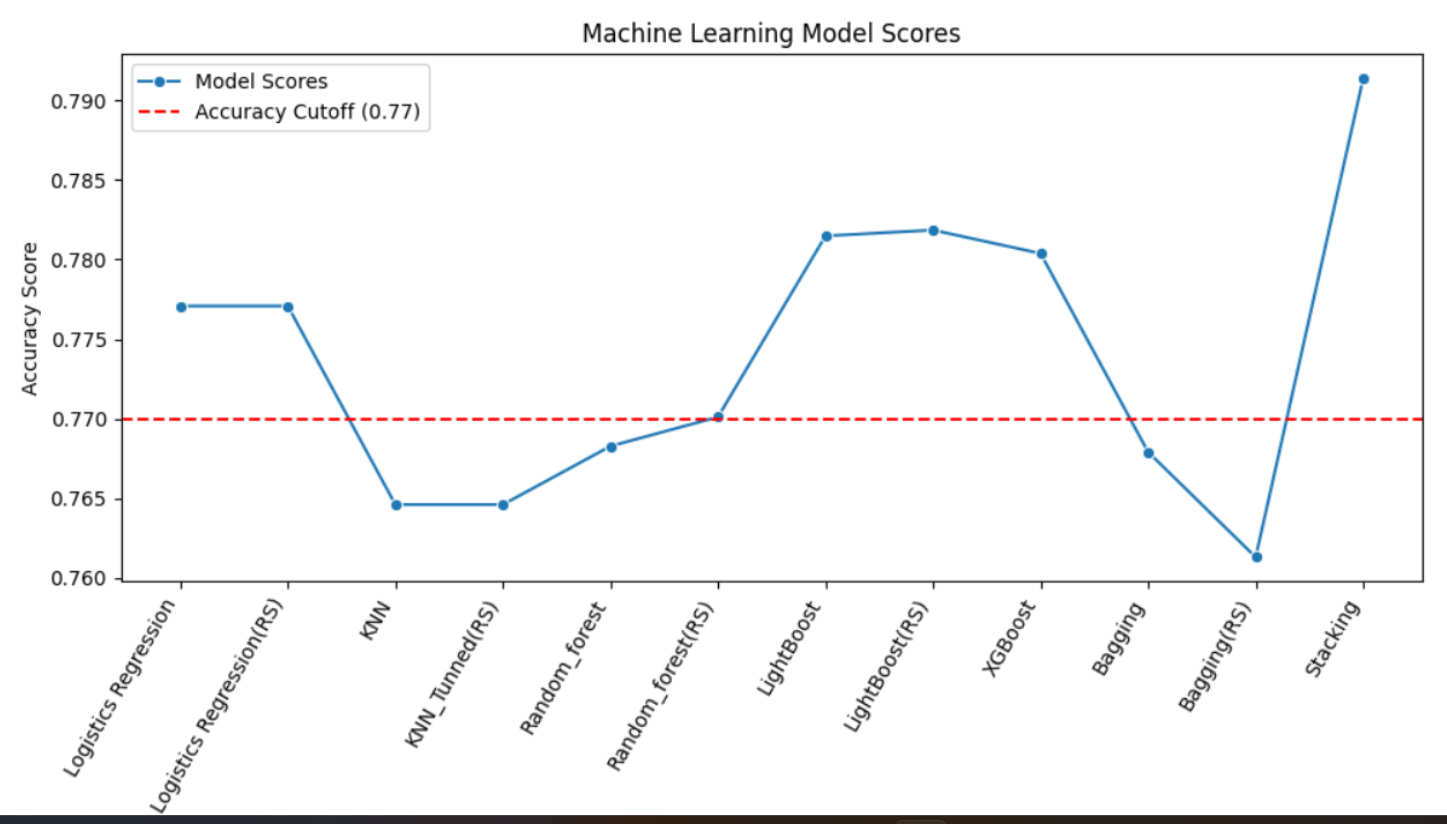 Machine Learning Model Scores
Model Scores
Accuracy Cutoff (0.77)
Accuracy Score
0.790
0.785
0.780
0.775
0.770
0.765
0.760
Logistics Regression
Logistics Regression(RS)
KNN
KNN_Tunned(RS)
Random_forest
Random_forest(RS)
LightBoost
LightBoost(RS)
XGBoost
Bagging
Bagging(RS)
Stacking